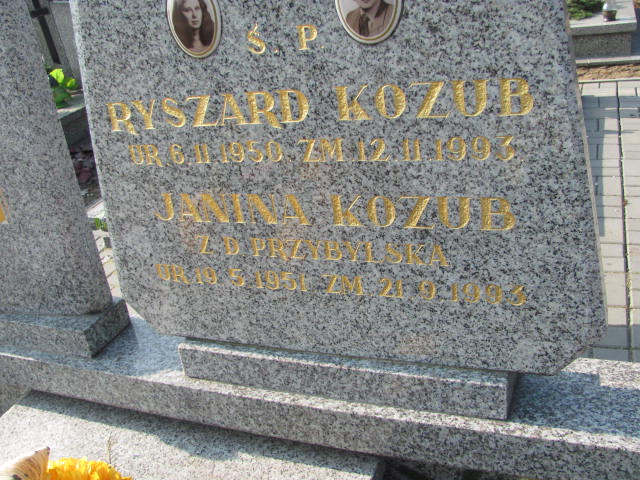 Ś. P.
RYSZARD KOZUB
UR 6.11.1950. ZM 12.11.1993.
JANINA KOZUB
Z D. PRZYBYLSKA
UR. 19.5.1951. ZM. 21.9.1993